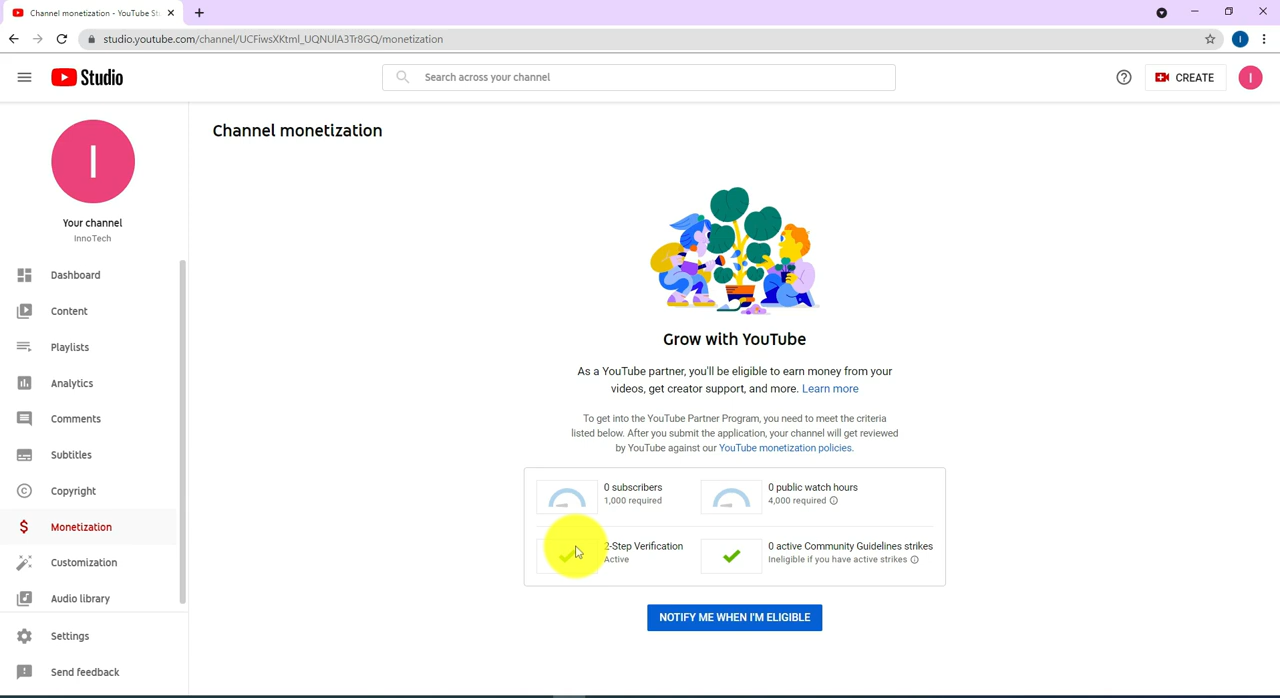 Channel monetization - YouTube St
studio.youtube.com/channel/UCFiwsXKtml_UQNUlA3Tr8GQ/monetization
I
Studio
Search across your channel
CREATE
I
I
Your channel
InnoTech
Dashboard
Content
Playlists
Analytics
Comments
Subtitles
Copyright
Monetization
Customization
Audio library
Settings
Send feedback
Channel monetization
Grow with YouTube
As a YouTube partner, you'll be eligible to earn money from your
videos, get creator support, and more. Learn more
To get into the YouTube Partner Program, you need to meet the criteria
listed below. After you submit the application, your channel will get reviewed
by YouTube against our YouTube monetization policies.
0 subscribers
1,000 required
0 public watch hours
4,000 required
2-Step Verification
Active
0 active Community Guidelines strikes
Ineligible if you have active strikes
NOTIFY ME WHEN I'M ELIGIBLE